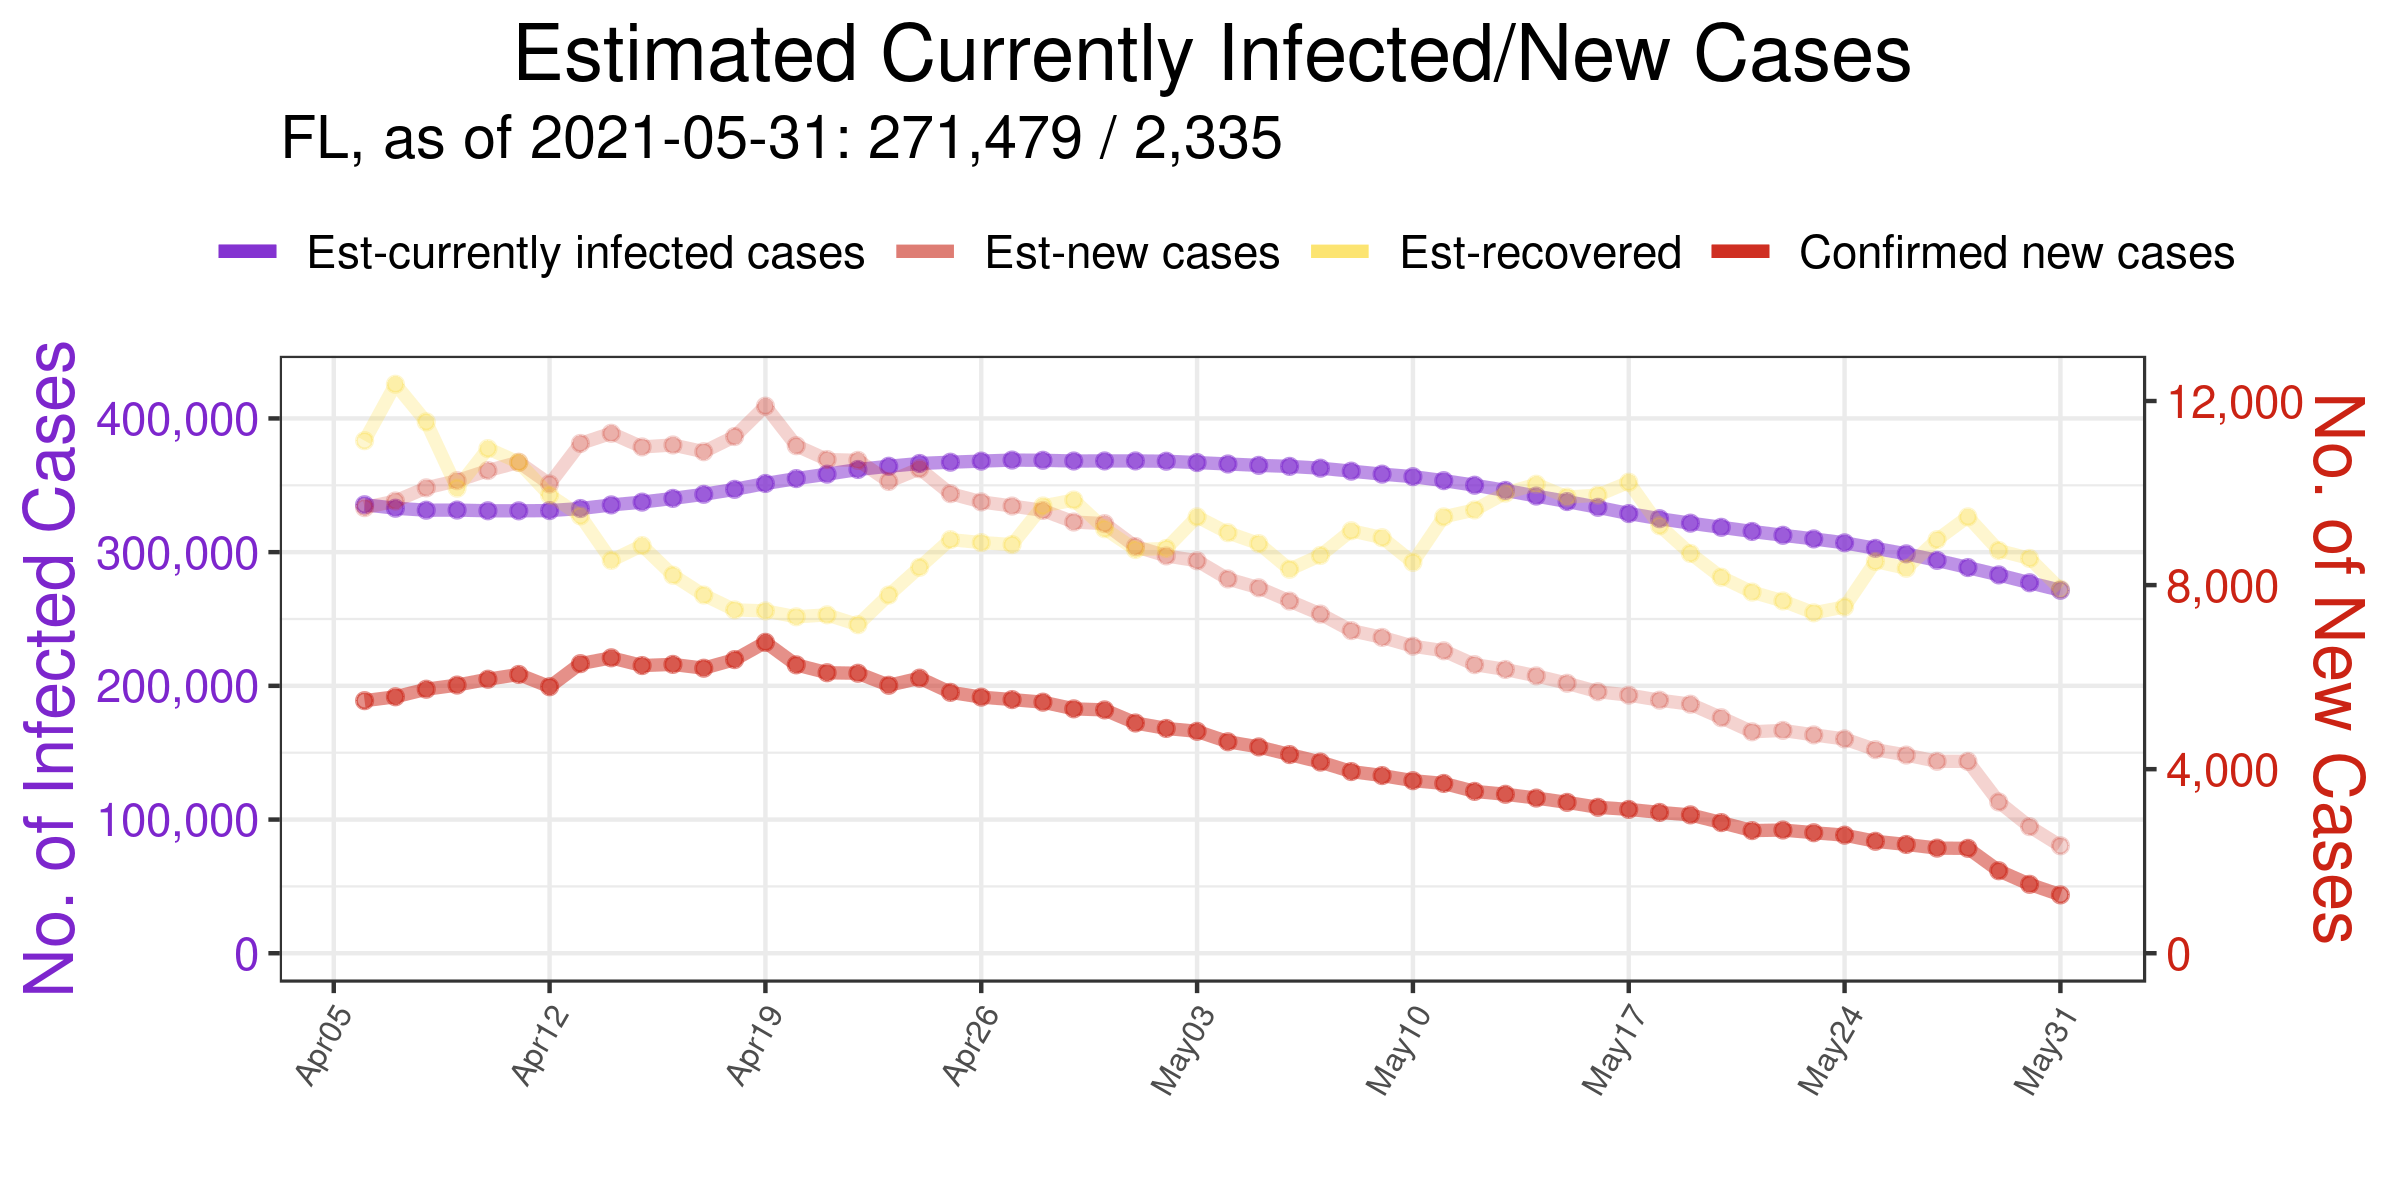 Estimated Currently Infected/New Cases
FL, as of 2021-05-31: 271,479 / 2,335
Est-currently infected cases Est-new cases Est-recovered Confirmed new cases
No. of Infected Cases
400,000
300,000
200,000
100,000
0
12,000
8,000
4,000
0
No. of New Cases
Apr05 Apr12 Apr19 Apr26 May03 May10 May17 May24 May31